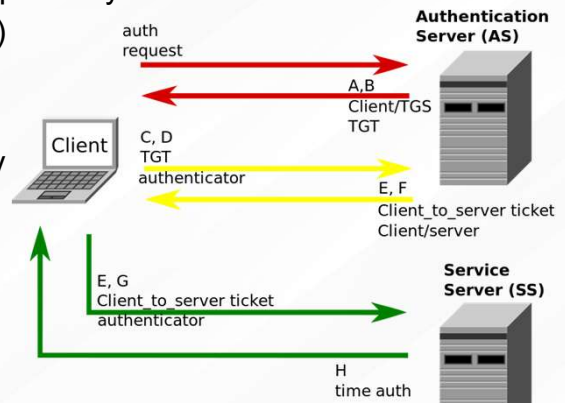 )
auth
request
Authentication
Server (AS)
A,B
Client/TGS
TGT
Client
C, D
TGT
authenticator
E, F
Client_to_server ticket
Client/server
E, G
Client_to_server ticket
authenticator
Service
Server (SS)
H
time auth